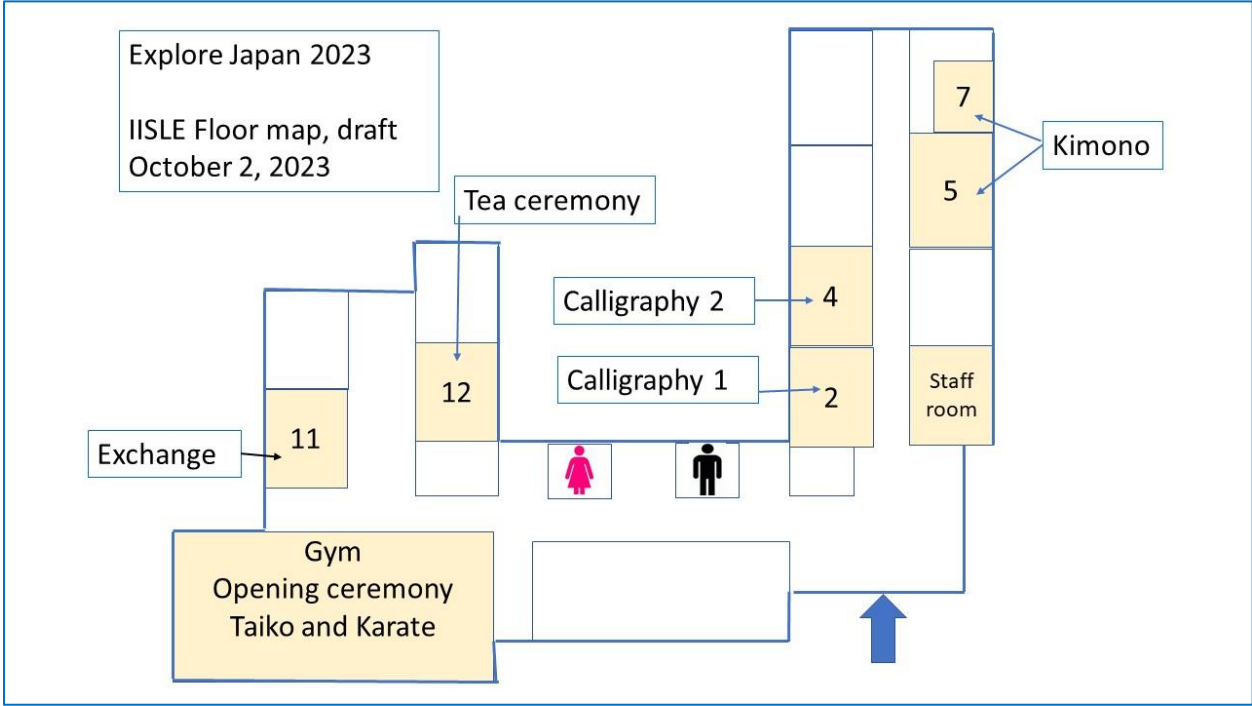 Explore Japan 2023
IISLE Floor map, draft
October 2, 2023
7
Kimono
5
Tea ceremony
Calligraphy 2
4
Calligraphy 1
2
Staff
room
12
11
Exchange
Gym
Opening ceremony
Taiko and Karate